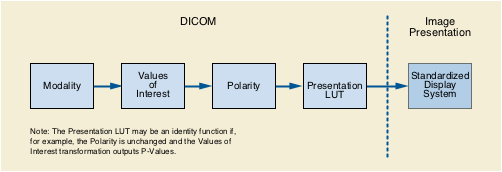 DICOM
Image
Presentation
Modality
Values
of
Interest
Polarity
Presentation
LUT
Standardized
Display
System
Note: The Presentation LUT may be an identity function if,
for example, the Polarity is unchanged and the Values of
Interest transformation outputs P-Values.